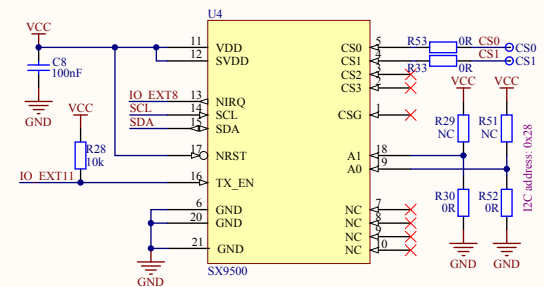 U4
VCC
C8
100nF
GND
11
12
VDD
SVDD
IO_EXT8
13
NIRQ
SCL
14
SCL
SDA
15
SDA
VCC
R28
10k
17
NRST
IO_EXT11
16
TX_EN
6
GND
20
GND
21
GND
GND
SX9500
CS0
5
R53
0R
CS0
CS0
CS1
4
R33
0R
CS1
CS1
CS2
3
CS3
2
CSG
1
VCC
VCC
R29
NC
R51
NC
A1
18
A0
9
R30
0R
R52
0R
GND
GND
NC
7
NC
8
NC
9
NC
0
I2C address: 0x28